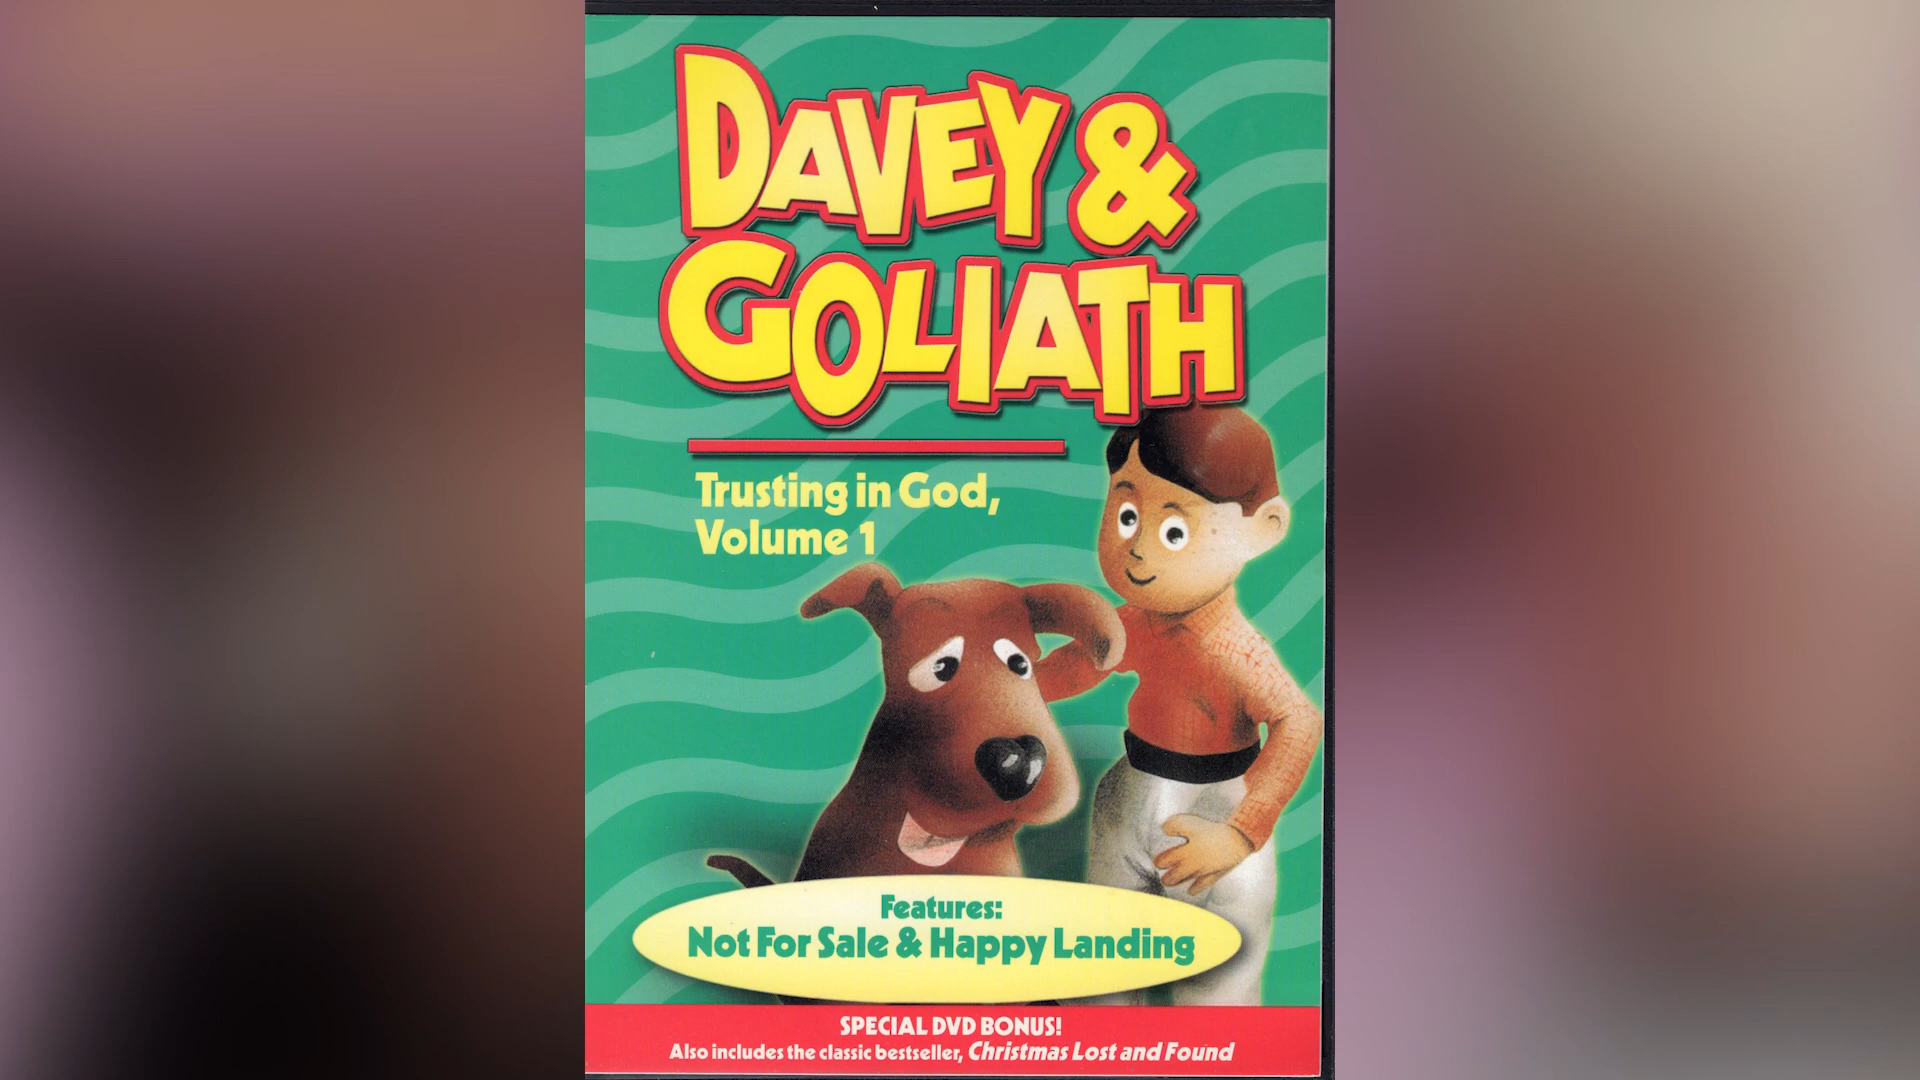 DAVEY &
GOLIATH
Trusting in God,
Volume 1
Features:
Not For Sale & Happy Landing
SPECIAL DVD BONUS!
Also includes the classic bestseller, Christmas Lost and Found